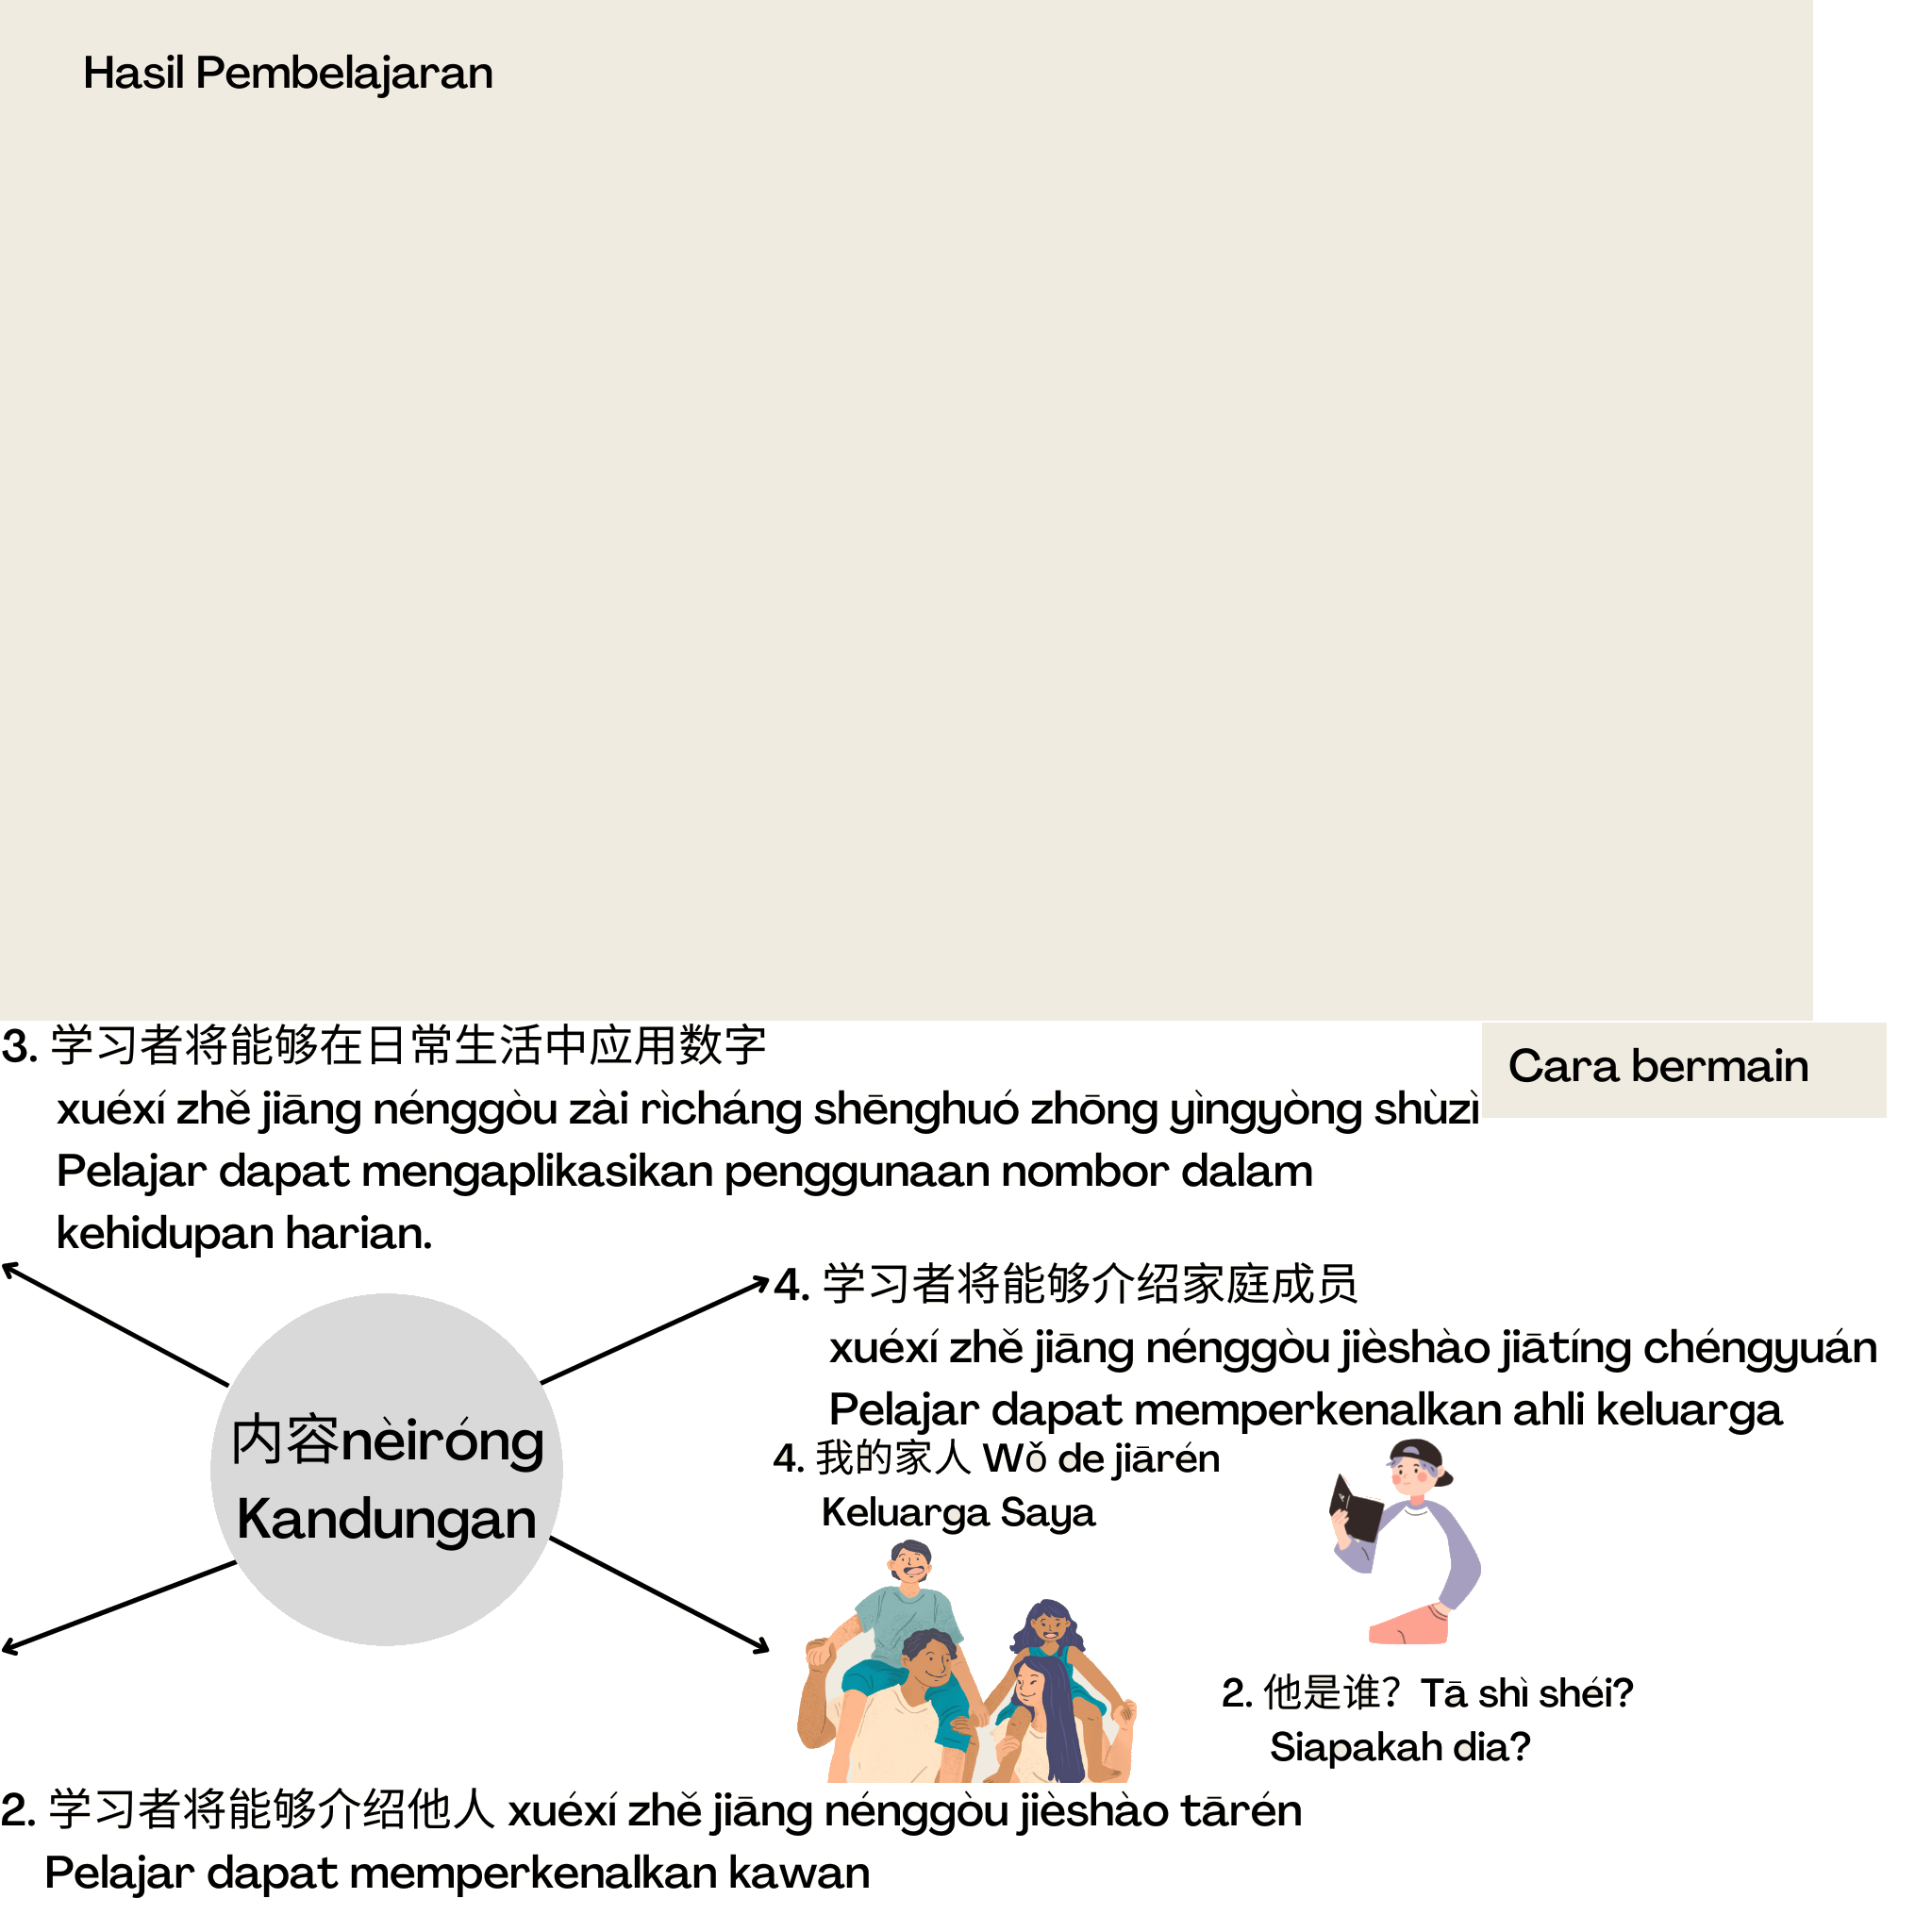 Hasil Pembelajaran
3. 学习者将能够在日常生活中应用数字
xuéxí zhě jiāng nénggòu zài rìcháng shēnghuó zhōng yìngyòng shùzì
Pelajar dapat mengaplikasikan penggunaan nombor dalam
kehidupan harian.
Cara bermain
4. 学习者将能够介绍家庭成员
xuéxí zhě jiāng nénggòu jièshào jiātíng chéngyuán
Pelajar dapat memperkenalkan ahli keluarga
内容nèiróng
Kandungan
4. 我的家人 Wǒ de jiārén
Keluarga Saya
2. 他是谁？Tā shì shéi?
Siapakah dia?
2. 学习者将能够介绍他人 xuéxí zhě jiāng nénggòu jièshào tārén
Pelajar dapat memperkenalkan kawan